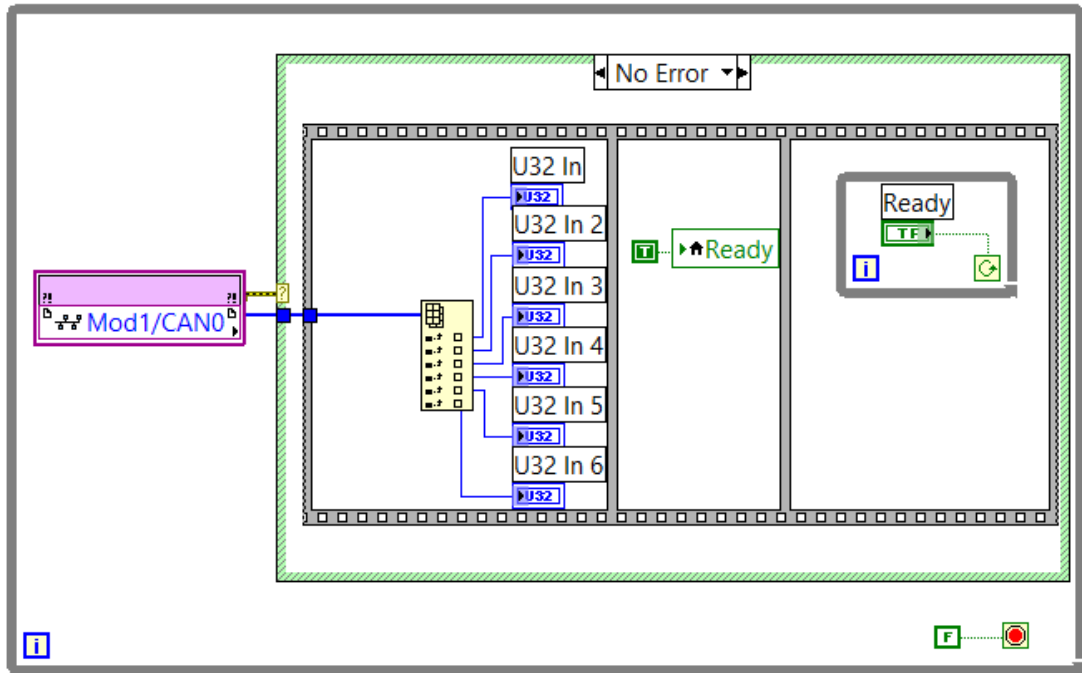 No Error
U32 In
U32
U32 In 2
U32
U32 In 3
U32
U32 In 4
U32
U32 In 5
U32
U32 In 6
U32
T
Ready
Ready
TF
i
?!
?!
Mod1/CAN0
?
i
F